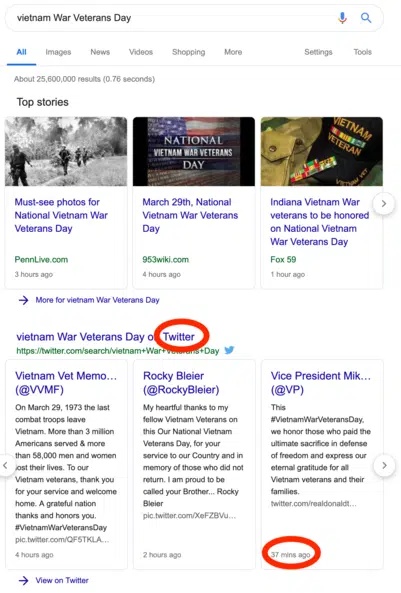 vietnam War Veterans Day
All Images News Videos Shopping More Settings Tools
About 25,600,000 results (0.76 seconds)
Top stories
NATIONAL
VIETNAM WAR VETERANS
DAY
VIETNAM
VETERAN
Must-see photos for
National Vietnam War
Veterans Day
PennLive.com
3 hours ago
March 29th, National
Vietnam War Veterans
Day
953wiki.com
4 hours ago
Indiana Vietnam War
veterans to be honored
on National Vietnam
War Veterans Day
Fox 59
1 hour ago
More for vietnam War Veterans Day
vietnam War Veterans Day on Twitter
https://twitter.com/search/vietnam+War+Veterans+Day
Vietnam Vet Memo...
(@VVMF)
On March 29, 1973 the last
combat troops leave
Vietnam. More than 3 million
Americans served & more
than 58,000 men and women
lost their lives. To our
Vietnam veterans, thank you
for your service and welcome
home. A grateful nation
thanks and honors you.
#VietnamWarVeteransDay
pic.twitter.com/QF5TKLA...
4 hours ago
Rocky Bleier
(@RockyBleier)
My heartful thanks to my
fellow Vietnam Veterans on
this Our National Vietnam
Veterans Day, for your
service to our Country and in
memory of those who did not
return. I am proud to be
called your Brother... Rocky
Bleier
pic.twitter.com/XeFZBVu...
2 hours ago
Vice President Mik...
(@VP)
This
#VietnamWarVeteransDay,
we honor those who paid the
ultimate sacrifice in defense
of freedom and express our
eternal gratitude for all
Vietnam veterans and their
families.
twitter.com/realdonaldt...
37 mins ago
View on Twitter